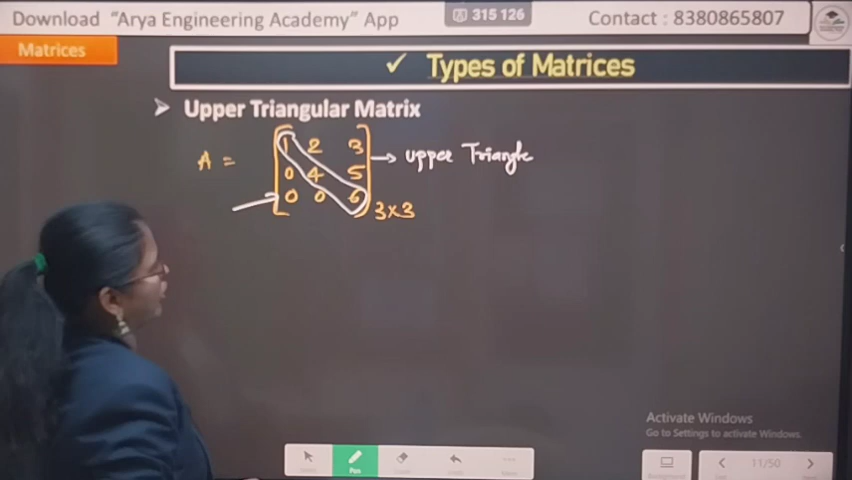 Download "Arya Engineering Academy" App
315 126
Contact : 8380865807
Matrices
✓ Types of Matrices
➤ Upper Triangular Matrix
A = [1 2 3 → Upper Triangle
0 4 5
0 0 6] 3×3
Activate Windows
Go to Settings to activate Windows.
Pen
11/50